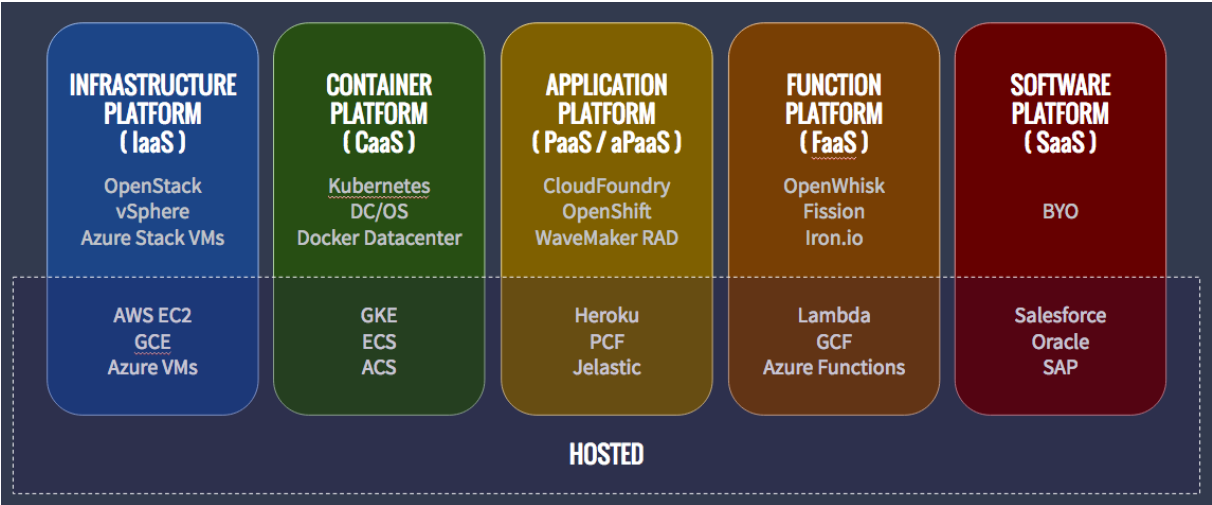 INFRASTRUCTURE
PLATFORM
( IaaS )
OpenStack
vSphere
Azure Stack VMs
AWS EC2
GCE
Azure VMs
CONTAINER
PLATFORM
( CaaS )
Kubernetes
DC/OS
Docker Datacenter
GKE
ECS
ACS
APPLICATION
PLATFORM
( PaaS / aPaaS )
CloudFoundry
OpenShift
WaveMaker RAD
Heroku
PCF
Jelastic
FUNCTION
PLATFORM
( FaaS )
OpenWhisk
Fission
Iron.io
Lambda
GCF
Azure Functions
SOFTWARE
PLATFORM
( SaaS )
BYO
Salesforce
Oracle
SAP
HOSTED